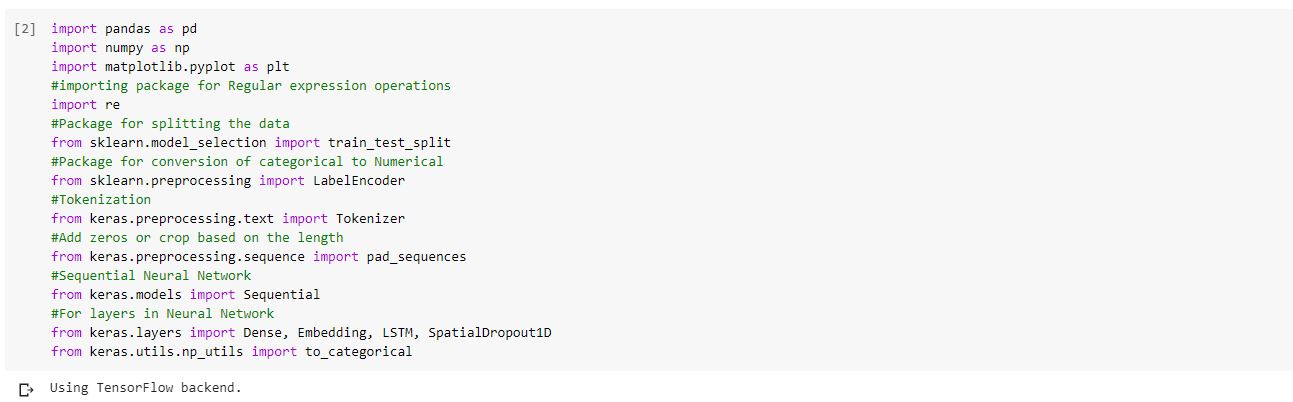 [2] import pandas as pd
import numpy as np
import matplotlib.pyplot as plt
#importing package for Regular expression operations
import re
#Package for splitting the data
from sklearn.model_selection import train_test_split
#Package for conversion of categorical to Numerical
from sklearn.preprocessing import LabelEncoder
#Tokenization
from keras.preprocessing.text import Tokenizer
#Add zeros or crop based on the length
from keras.preprocessing.sequence import pad_sequences
#Sequential Neural Network
from keras.models import Sequential
#For layers in Neural Network
from keras.layers import Dense, Embedding, LSTM, SpatialDropout1D
from keras.utils.np_utils import to_categorical
Using TensorFlow backend.